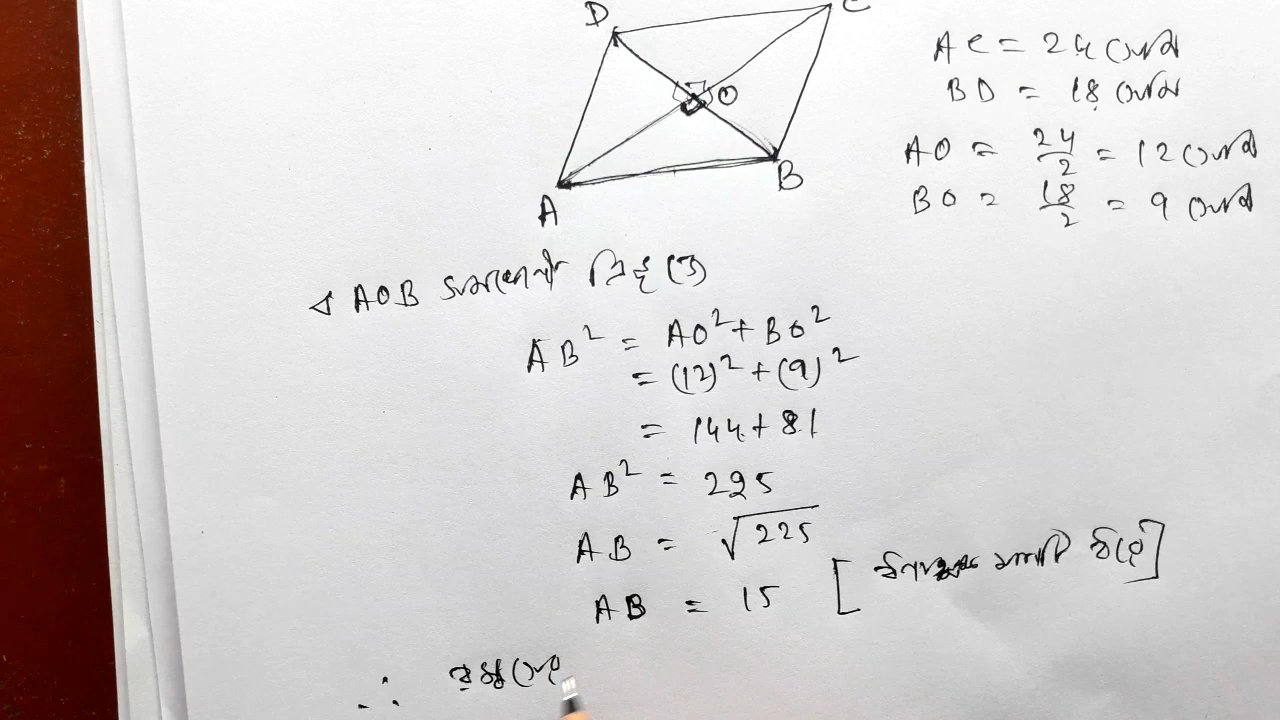 D C
AC = 24 সেমি
BD = 18 সেমি
O
AO = 24/2 = 12 সেমি
BO = 18/2 = 9 সেমি
A B
AOB
AB² = AO² + BO²
= (12)² + (9)²
= 144 + 81
AB² = 225
AB = √225
AB = 15 [
∴